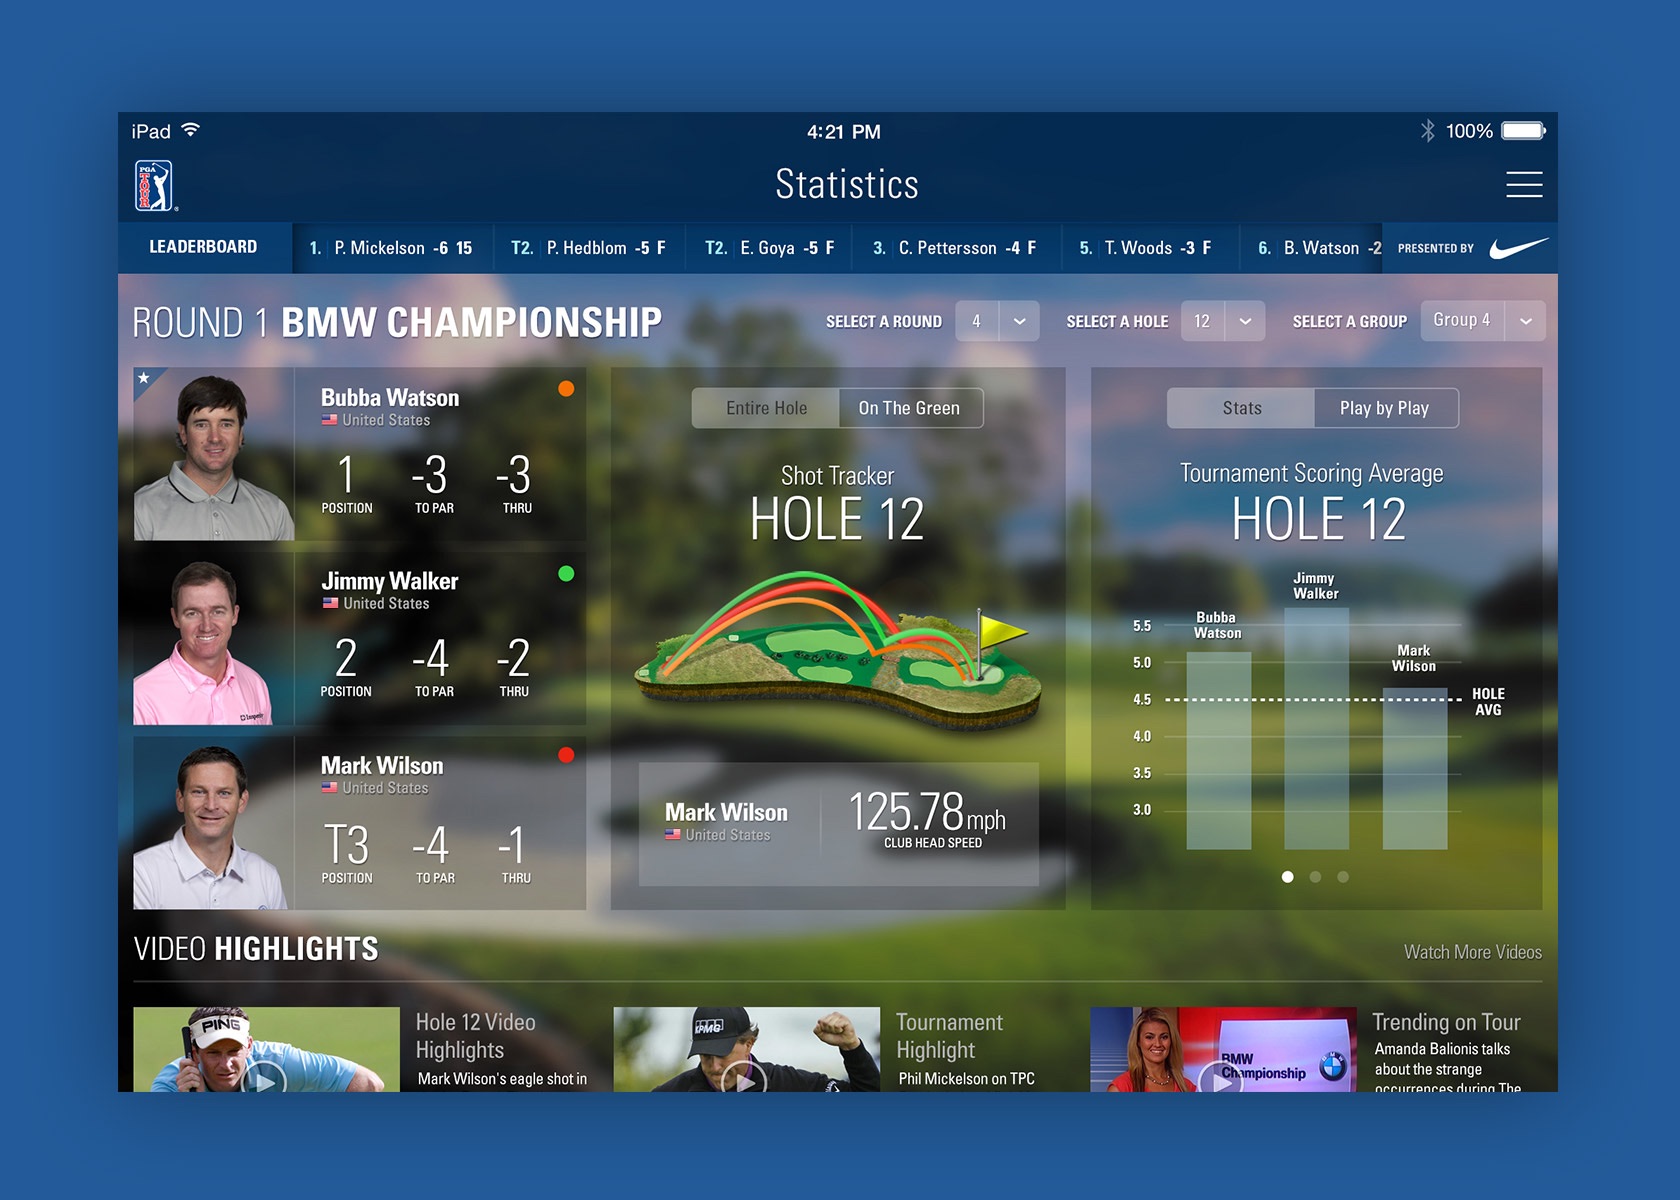 iPad
4:21 PM
100%
PGA TOUR
Statistics
LEADERBOARD
1. P. Mickelson -6 15
T2. P. Hedblom -5 F
T2. E. Goya -5 F
3. C. Pettersson -4 F
5. T. Woods -3 F
6. B. Watson -2
PRESENTED BY
ROUND 1 BMW CHAMPIONSHIP
SELECT A ROUND 4
SELECT A HOLE 12
SELECT A GROUP Group 4
Bubba Watson
United States
1 -3 -3
POSITION TO PAR THRU
Jimmy Walker
United States
2 -4 -2
POSITION TO PAR THRU
Mark Wilson
United States
T3 -4 -1
POSITION TO PAR THRU
Entire Hole On The Green
Shot Tracker
HOLE 12
Mark Wilson
United States
125.78 mph
CLUB HEAD SPEED
Stats Play by Play
Tournament Scoring Average
HOLE 12
Jimmy
Walker
Bubba
Watson
Mark
Wilson
5.5
5.0
4.5
4.0
3.5
3.0
HOLE
AVG
VIDEO HIGHLIGHTS
Watch More Videos
PING
Hole 12 Video
Highlights
Mark Wilson's eagle shot in
KPMG
Tournament
Highlight
Phil Mickelson on TPC
BMW
Championship
Trending on Tour
Amanda Balionis talks
about the strange
occurrences during The